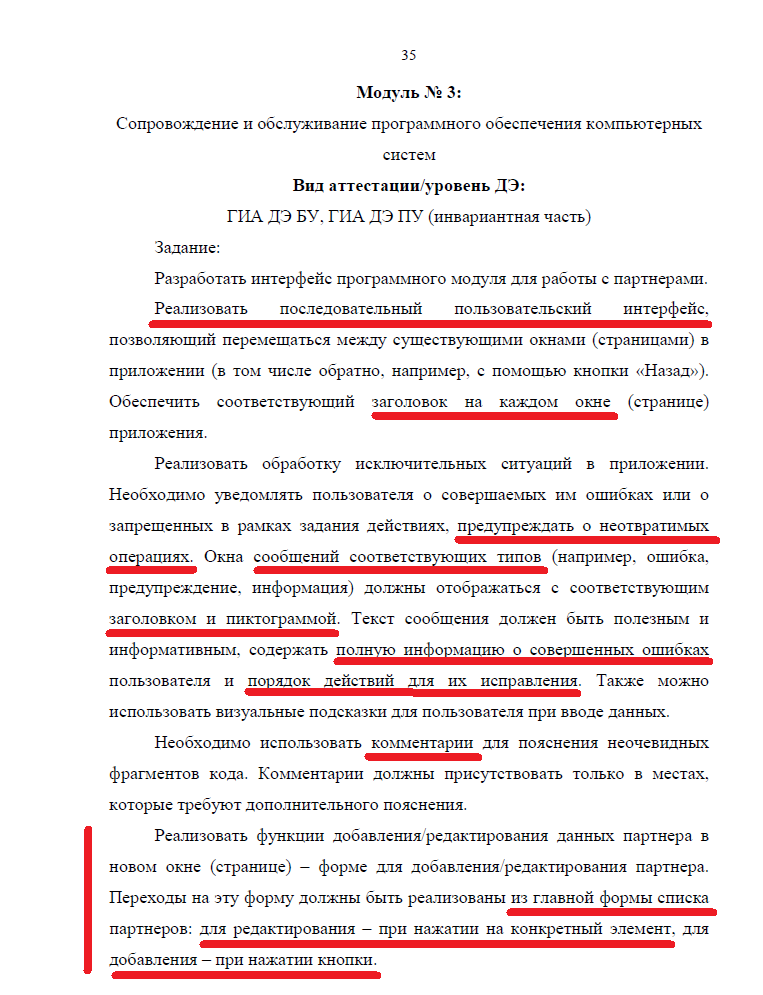 35
Модуль № 3:
Сопровождение и обслуживание программного обеспечения компьютерных
систем
Вид аттестации/уровень ДЭ:
ГИА ДЭ БУ, ГИА ДЭ ПУ (инвариантная часть)
Задание:
Разработать интерфейс программного модуля для работы с партнерами.
Реализовать последовательный пользовательский интерфейс,
позволяющий перемещаться между существующими окнами (страницами) в
приложении (в том числе обратно, например, с помощью кнопки «Назад»).
Обеспечить соответствующий заголовок на каждом окне (странице)
приложения.
Реализовать обработку исключительных ситуаций в приложении.
Необходимо уведомлять пользователя о совершаемых им ошибках или о
запрещенных в рамках задания действиях, предупреждать о неотвратимых
операциях. Окна сообщений соответствующих типов (например, ошибка,
предупреждение, информация) должны отображаться с соответствующим
заголовком и пиктограммой. Текст сообщения должен быть полезным и
информативным, содержать полную информацию о совершенных ошибках
пользователя и порядок действий для их исправления. Также можно
использовать визуальные подсказки для пользователя при вводе данных.
Необходимо использовать комментарии для пояснения неочевидных
фрагментов кода. Комментарии должны присутствовать только в местах,
которые требуют дополнительного пояснения.
Реализовать функции добавления/редактирования данных партнера в
новом окне (странице) – форме для добавления/редактирования партнера.
Переходы на эту форму должны быть реализованы из главной формы списка
партнеров: для редактирования – при нажатии на конкретный элемент, для
добавления – при нажатии кнопки.